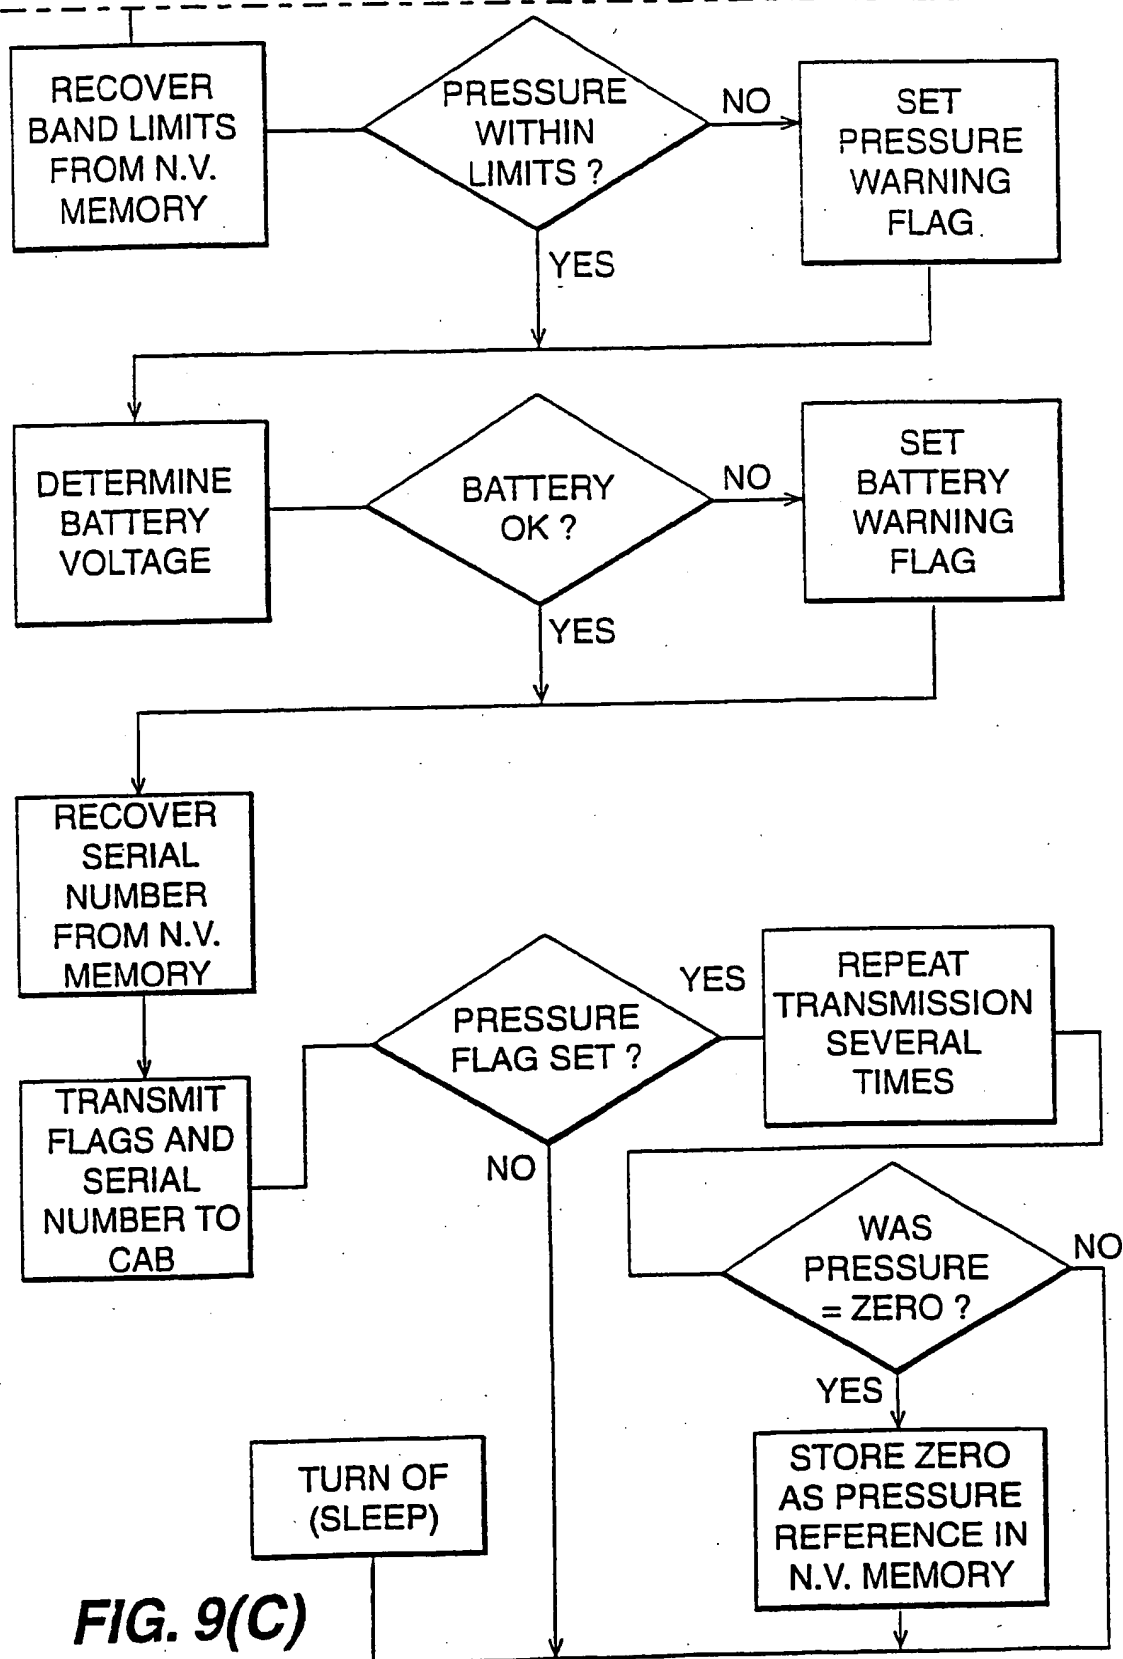 RECOVER
BAND LIMITS
FROM N.V.
MEMORY
PRESSURE
WITHIN
LIMITS ?
NO
SET
PRESSURE
WARNING
FLAG
YES
DETERMINE
BATTERY
VOLTAGE
BATTERY
OK ?
NO
SET
BATTERY
WARNING
FLAG
YES
RECOVER
SERIAL
NUMBER
FROM N.V.
MEMORY
TRANSMIT
FLAGS AND
SERIAL
NUMBER TO
CAB
PRESSURE
FLAG SET ?
YES
REPEAT
TRANSMISSION
SEVERAL
TIMES
NO
WAS
PRESSURE
= ZERO ?
NO
YES
STORE ZERO
AS PRESSURE
REFERENCE IN
N.V. MEMORY
TURN OF
(SLEEP)
FIG. 9(C)